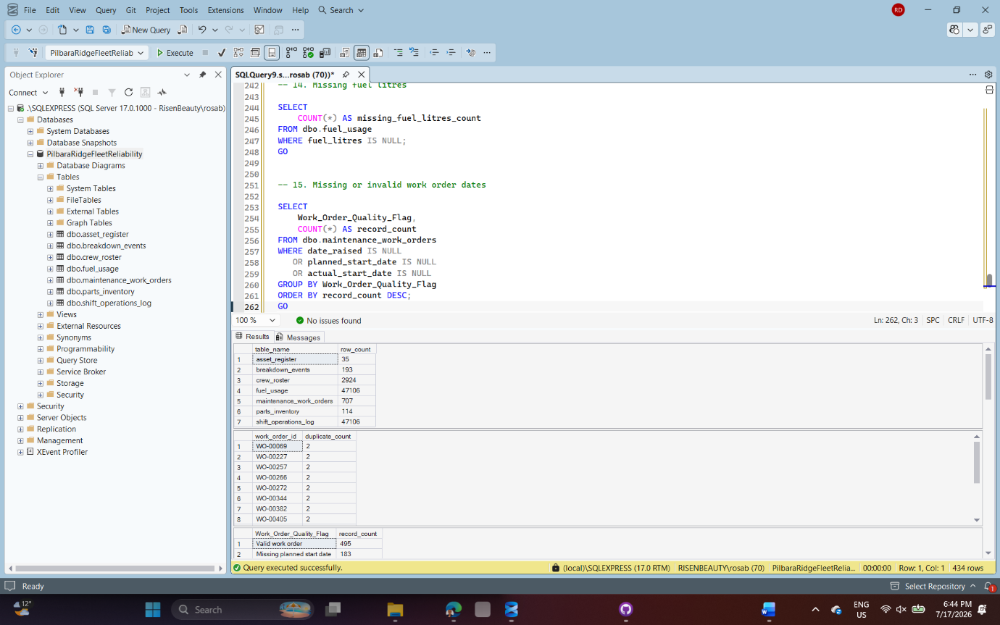 File Edit View Query Git Project Tools Extensions Window Help Search RD
New Query
PilbaraRidgeFleetReliab Execute
Object Explorer
Connect
.\SQLEXPRESS (SQL Server 17.0.1000 - RisenBeauty\rosab)
Databases
System Databases
Database Snapshots
PilbaraRidgeFleetReliability
Database Diagrams
Tables
System Tables
FileTables
External Tables
Graph Tables
dbo.asset_register
dbo.breakdown_events
dbo.crew_roster
dbo.fuel_usage
dbo.maintenance_work_orders
dbo.parts_inventory
dbo.shift_operations_log
Views
External Resources
Synonyms
Programmability
Query Store
Service Broker
Storage
Security
Security
Server Objects
Replication
Management
XEvent Profiler
SQLQuery9.s...rosab (70))*
242 -- 14. Missing fuel litres
243
244 SELECT
245 COUNT(*) AS missing_fuel_litres_count
246 FROM dbo.fuel_usage
247 WHERE fuel_litres IS NULL;
248 GO
249
250
251 -- 15. Missing or invalid work order dates
252
253 SELECT
254 Work_Order_Quality_Flag,
255 COUNT(*) AS record_count
256 FROM dbo.maintenance_work_orders
257 WHERE date_raised IS NULL
258 OR planned_start_date IS NULL
259 OR actual_start_date IS NULL
260 GROUP BY Work_Order_Quality_Flag
261 ORDER BY record_count DESC;
262 GO
100 % No issues found Ln: 262, Ch: 3 SPC CRLF UTF-8
Results Messages
table_name row_count
1 asset_register 35
2 breakdown_events 193
3 crew_roster 2924
4 fuel_usage 47106
5 maintenance_work_orders 707
6 parts_inventory 114
7 shift_operations_log 47106
work_order_id duplicate_count
1 WO-00069 2
2 WO-00227 2
3 WO-00257 2
4 WO-00266 2
5 WO-00272 2
6 WO-00344 2
7 WO-00382 2
8 WO-00405 2
Work_Order_Quality_Flag record_count
1 Valid work order 495
2 Missing planned start date 183
Query executed successfully. (local)\SQLEXPRESS (17.0 RTM) RISENBEAUTY\rosab (70) PilbaraRidgeFleetRelia... 00:00:00 Row: 1, Col: 1 434 rows
Ready Select Repository 1
12° Search ENG US 6:44 PM 7/17/2026